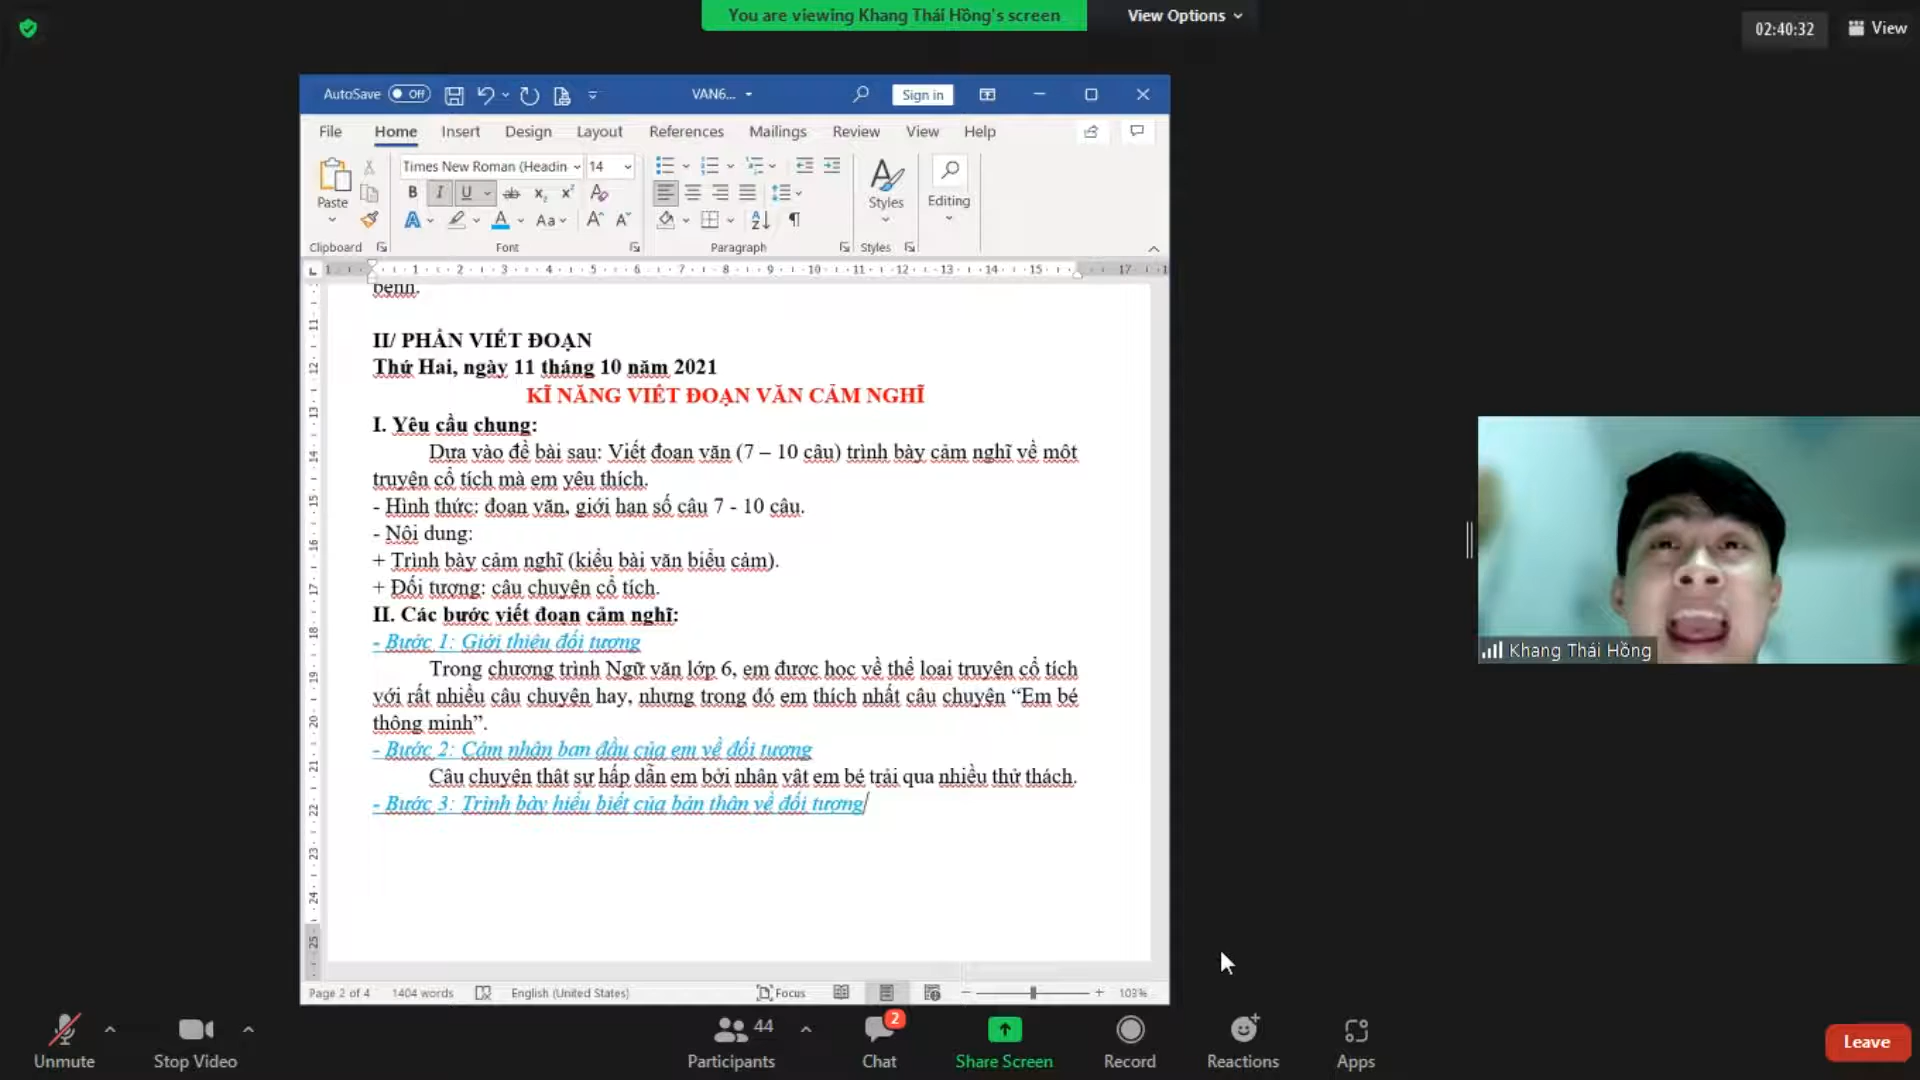 You are viewing Khang Thái Hồng's screen
View Options
02:40:32
View
AutoSave Off
VAN6...
Sign in
File Home Insert Design Layout References Mailings Review View Help
Times New Roman (Headin 14
Paste
Styles
Editing
Clipboard Font Paragraph Styles
bệnh.
II/ PHẦN VIẾT ĐOẠN
Thứ Hai, ngày 11 tháng 10 năm 2021
KĨ NĂNG VIẾT ĐOẠN VĂN CẢM NGHĨ
I. Yêu cầu chung:
Dựa vào đề bài sau: Viết đoạn văn (7 – 10 câu) trình bày cảm nghĩ về một
truyện cổ tích mà em yêu thích.
- Hình thức: đoạn văn, giới hạn số câu 7 - 10 câu.
- Nội dung:
+ Trình bày cảm nghĩ (kiểu bài văn biểu cảm).
+ Đối tượng: câu chuyện cổ tích.
II. Các bước viết đoạn cảm nghĩ:
- Bước 1: Giới thiệu đối tượng
Trong chương trình Ngữ văn lớp 6, em được học về thể loại truyện cổ tích
với rất nhiều câu chuyện hay, nhưng trong đó em thích nhất câu chuyện “Em bé
thông minh”.
- Bước 2: Cảm nhận ban đầu của em về đối tượng
Câu chuyện thật sự hấp dẫn em bởi nhân vật em bé trải qua nhiều thử thách.
- Bước 3: Trình bày hiểu biết của bản thân về đối tượng
Khang Thái Hồng
Page 2 of 4 1404 words English (United States) Focus 103%
Unmute Stop Video Participants 44 Chat 2 Share Screen Record Reactions Apps Leave